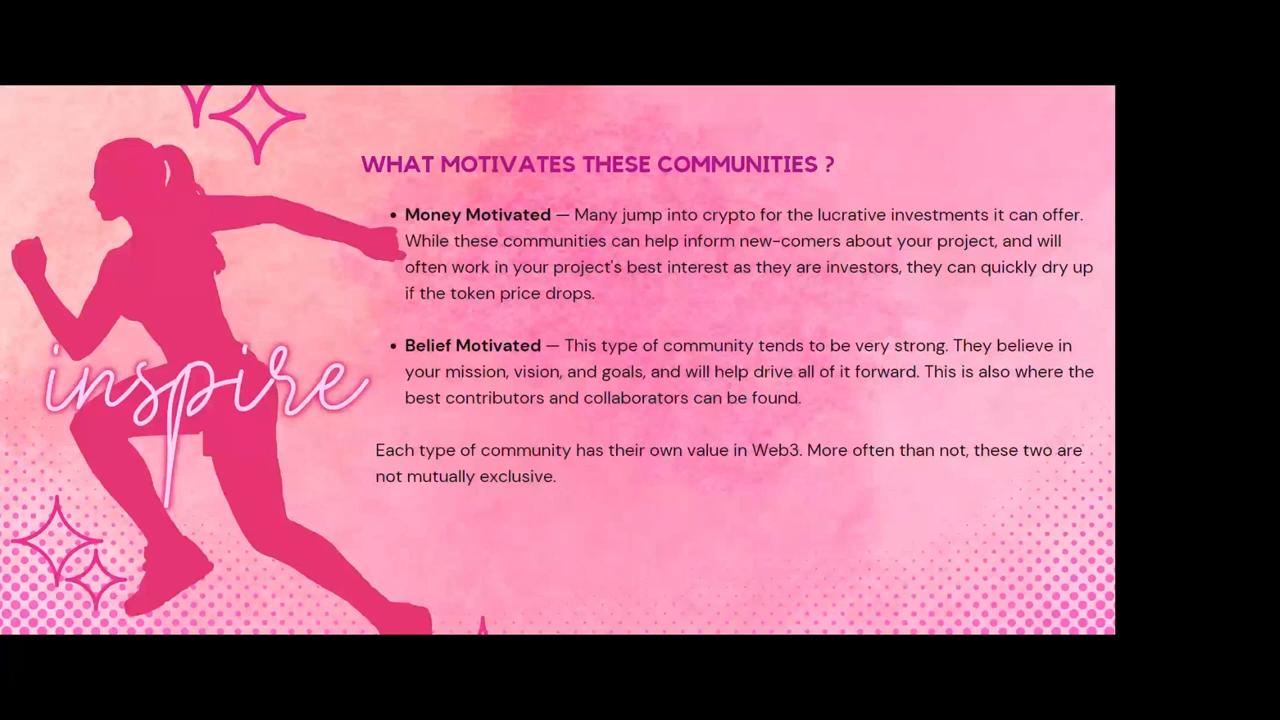 WHAT MOTIVATES THESE COMMUNITIES ?
• Money Motivated — Many jump into crypto for the lucrative investments it can offer.
While these communities can help inform new-comers about your project, and will
often work in your project's best interest as they are investors, they can quickly dry up
if the token price drops.
• Belief Motivated — This type of community tends to be very strong. They believe in
your mission, vision, and goals, and will help drive all of it forward. This is also where the
best contributors and collaborators can be found.
Each type of community has their own value in Web3. More often than not, these two are
not mutually exclusive.
inspire